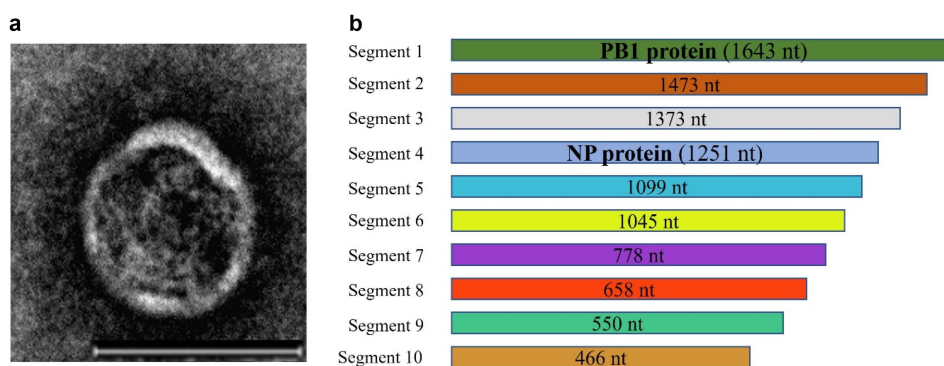 a
b
Segment 1 PB1 protein (1643 nt)
Segment 2 1473 nt
Segment 3 1373 nt
Segment 4 NP protein (1251 nt)
Segment 5 1099 nt
Segment 6 1045 nt
Segment 7 778 nt
Segment 8 658 nt
Segment 9 550 nt
Segment 10 466 nt